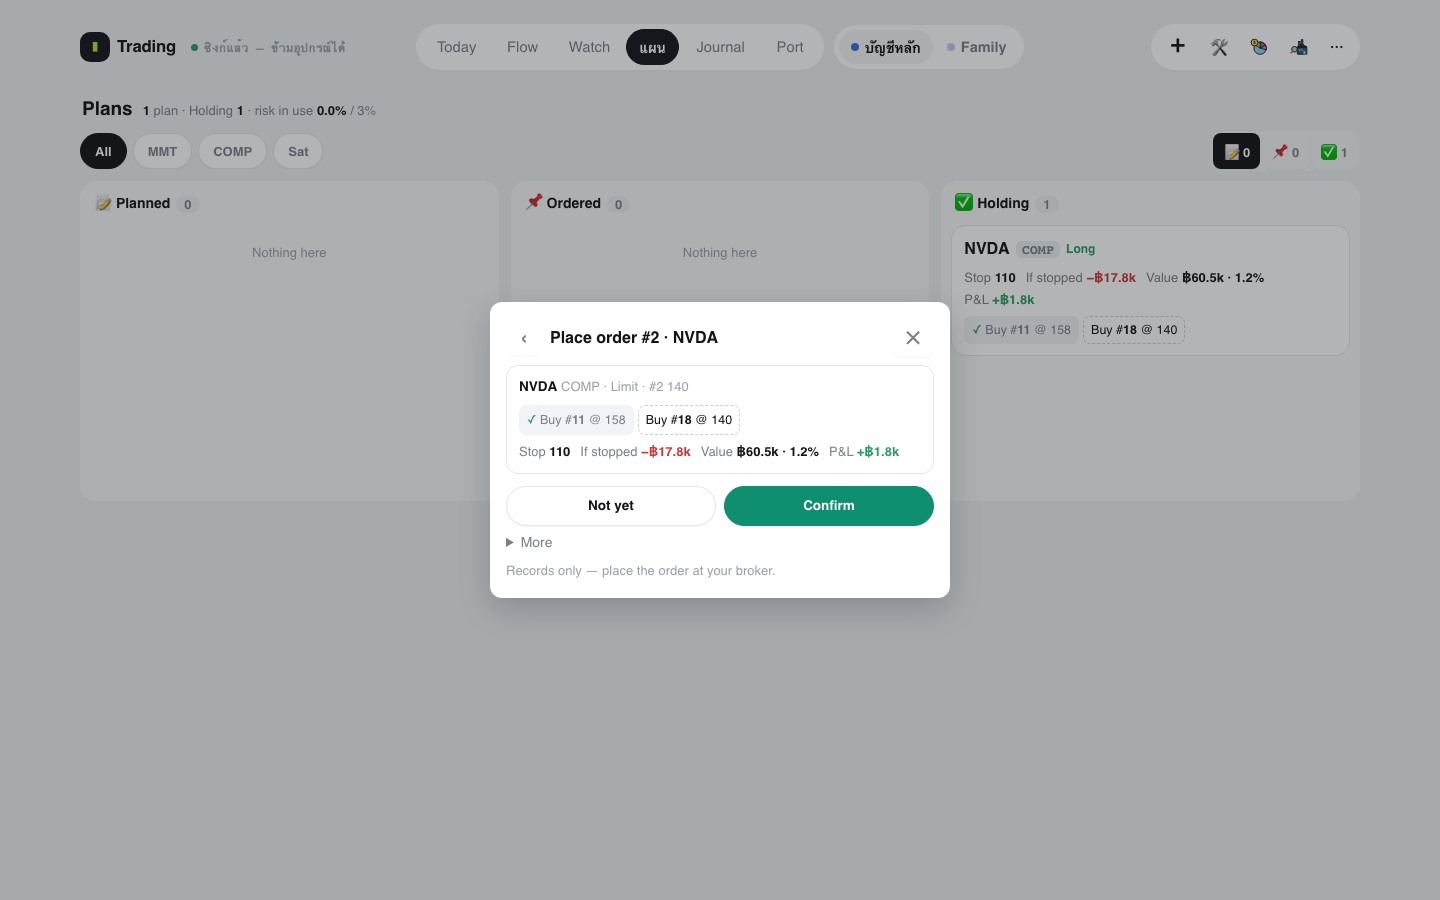 Trading
ซิงก์แล้ว — ข้ามอุปกรณ์ได้
Today Flow Watch แผน Journal Port
บัญชีหลัก Family
Plans 1 plan · Holding 1 · risk in use 0.0% / 3%
All MMT COMP Sat
0 0 1
Planned 0
Nothing here
Ordered 0
Nothing here
Holding 1
NVDA COMP Long
Stop 110 If stopped −฿17.8k Value ฿60.5k · 1.2%
P&L +฿1.8k
✓ Buy #11 @ 158 Buy #18 @ 140
‹ Place order #2 · NVDA ✕
NVDA COMP · Limit · #2 140
✓ Buy #11 @ 158 Buy #18 @ 140
Stop 110 If stopped −฿17.8k Value ฿60.5k · 1.2% P&L +฿1.8k
Not yet Confirm
▶ More
Records only — place the order at your broker.